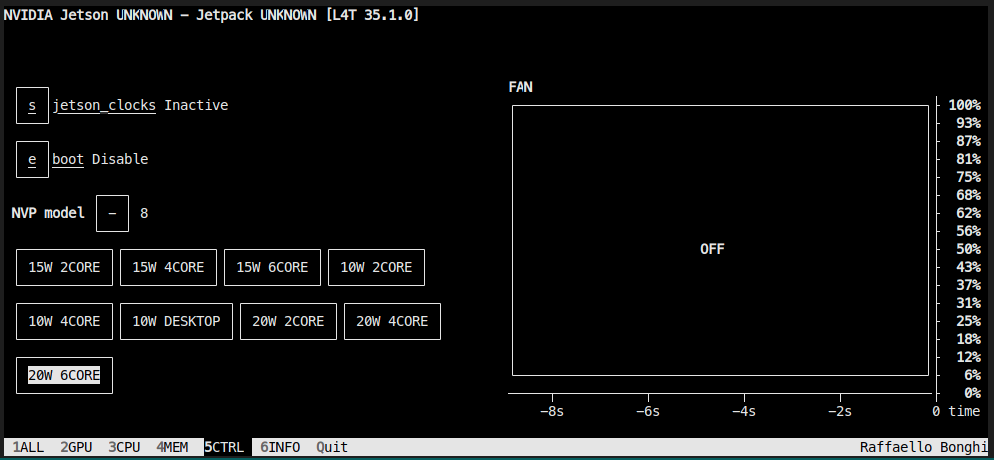 NVIDIA Jetson UNKNOWN – Jetpack UNKNOWN [L4T 35.1.0]
FAN
s jetson_clocks Inactive
e boot Disable
NVP model – 8
15W 2CORE 15W 4CORE 15W 6CORE 10W 2CORE
10W 4CORE 10W DESKTOP 20W 2CORE 20W 4CORE
20W 6CORE
100%
93%
87%
81%
75%
68%
62%
56%
50%
43%
37%
31%
25%
18%
12%
6%
0%
OFF
–8s –6s –4s –2s 0 time
1ALL 2GPU 3CPU 4MEM 5CTRL 6INFO Quit Raffaello Bonghi